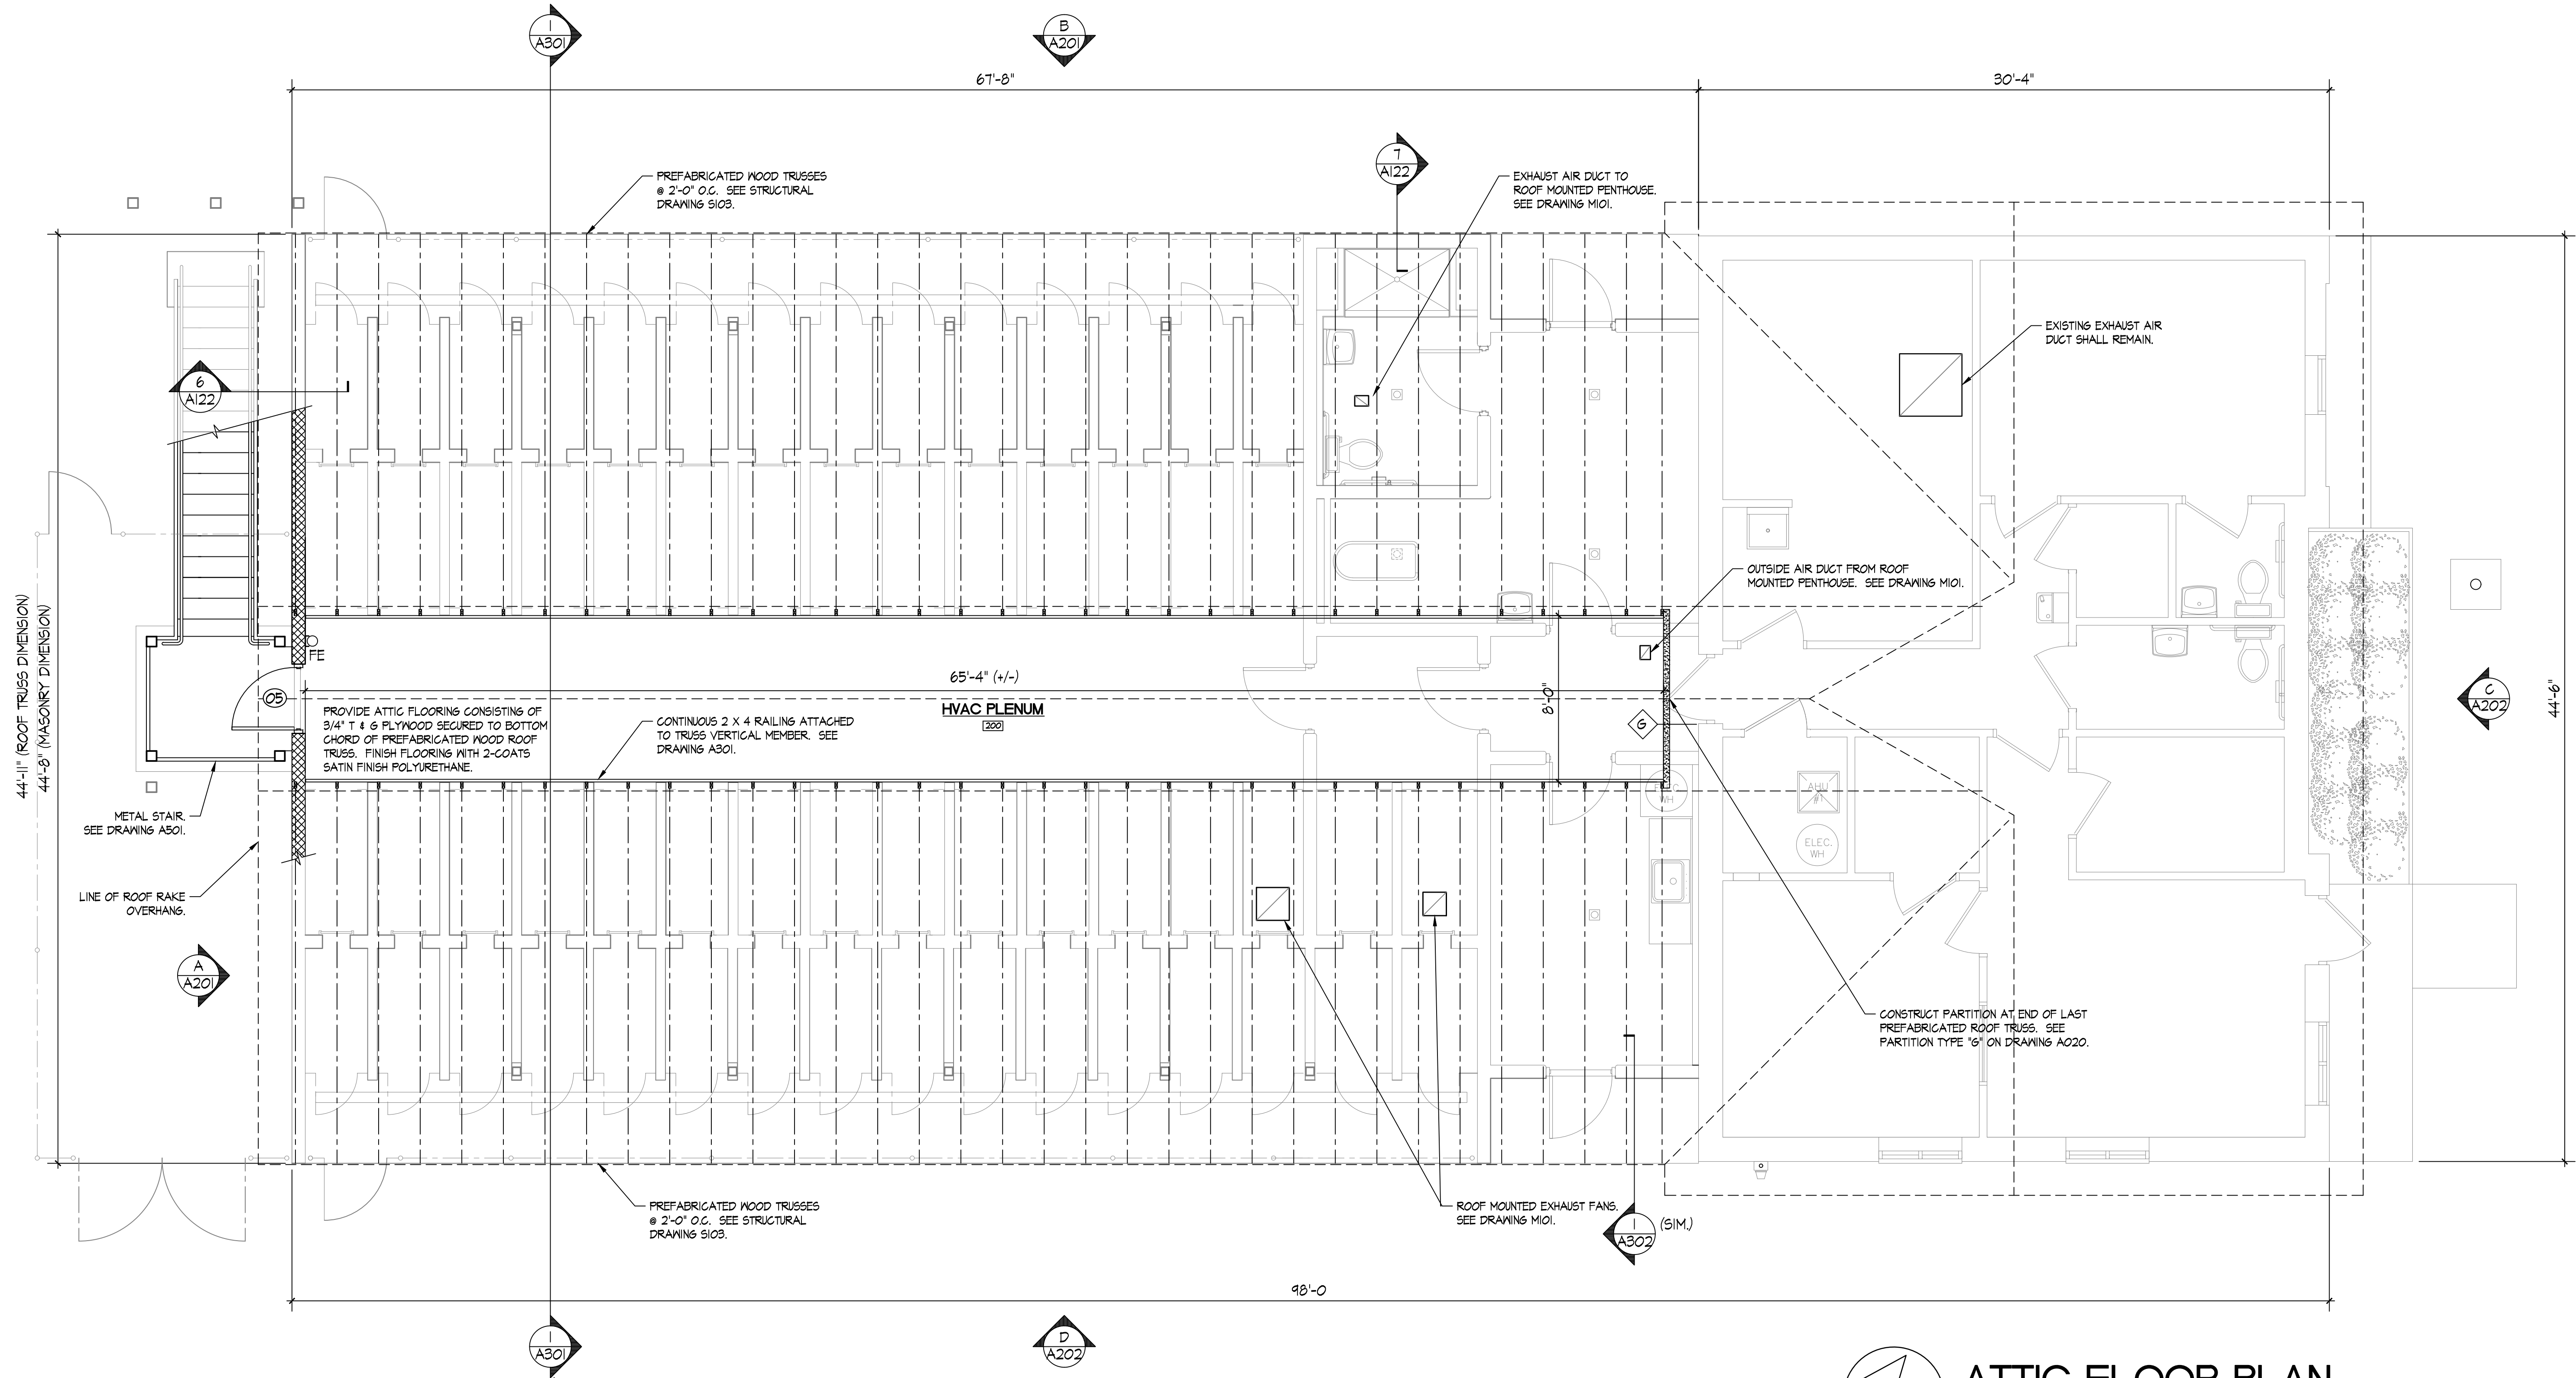 1
A301
B
A201
67'-8"
30'-4"
7
A122
PREFABRICATED WOOD TRUSSES
@ 2'-0" O.C. SEE STRUCTURAL
DRAWING S103.
EXHAUST AIR DUCT TO
ROOF MOUNTED PENTHOUSE.
SEE DRAWING M101.
EXISTING EXHAUST AIR
DUCT SHALL REMAIN.
6
A122
OUTSIDE AIR DUCT FROM ROOF
MOUNTED PENTHOUSE. SEE DRAWING M101.
44'-11" (ROOF TRUSS DIMENSION)
44'-8" (MASONRY DIMENSION)
FE
65'-4" (+/-)
8'-0"
05
HVAC PLENUM
200
G
C
A202
44'-6"
PROVIDE ATTIC FLOORING CONSISTING OF
3/4" T & G PLYWOOD SECURED TO BOTTOM
CHORD OF PREFABRICATED WOOD ROOF
TRUSS. FINISH FLOORING WITH 2-COATS
SATIN FINISH POLYURETHANE.
CONTINUOUS 2 X 4 RAILING ATTACHED
TO TRUSS VERTICAL MEMBER. SEE
DRAWING A301.
METAL STAIR.
SEE DRAWING A501.
WH
AHU
#1
ELEC.
WH
LINE OF ROOF RAKE
OVERHANG.
A
A201
CONSTRUCT PARTITION AT END OF LAST
PREFABRICATED ROOF TRUSS. SEE
PARTITION TYPE "G" ON DRAWING A020.
PREFABRICATED WOOD TRUSSES
@ 2'-0" O.C. SEE STRUCTURAL
DRAWING S103.
ROOF MOUNTED EXHAUST FANS.
SEE DRAWING M101.
1
A302
(SIM.)
98'-0
1
A301
D
A202
ATTIC FLOOR PLAN